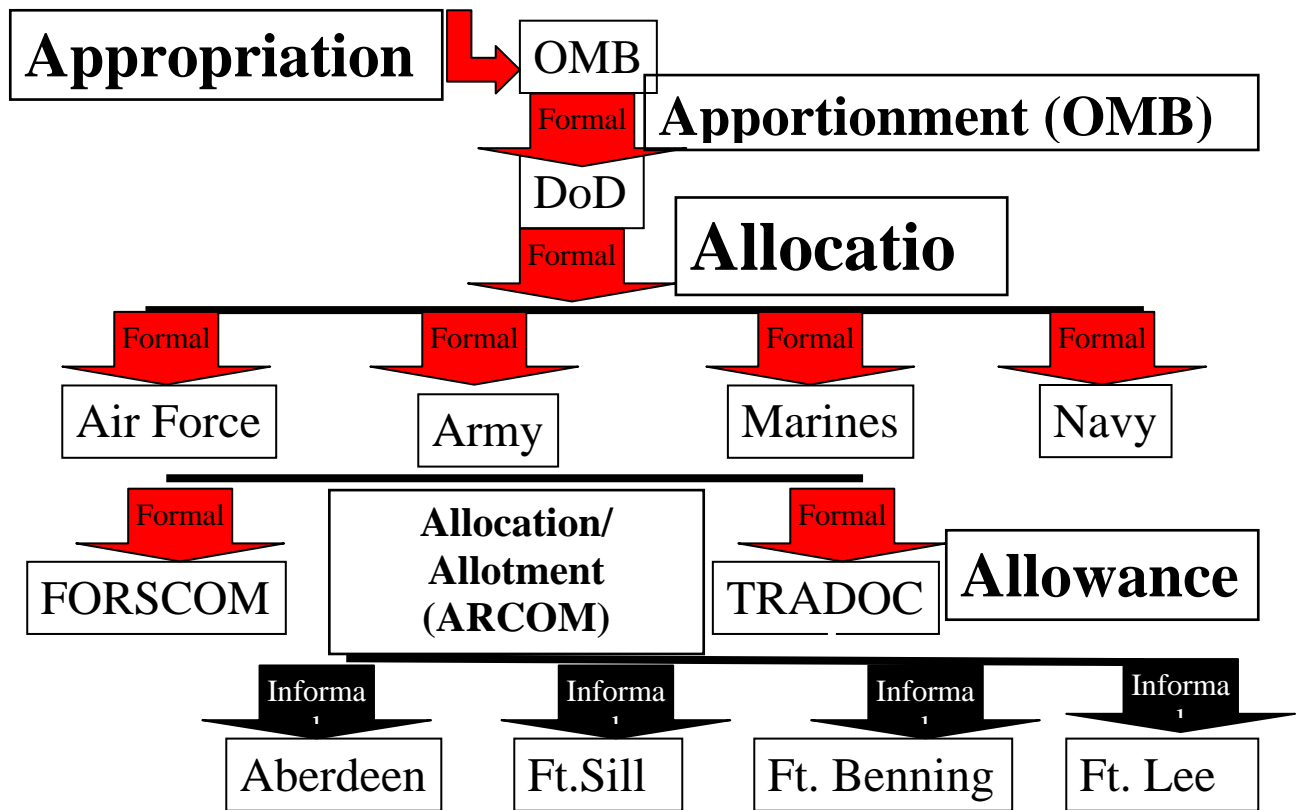 Appropriation
OMB
Formal
Apportionment (OMB)
DoD
Formal
Allocatio
Formal
Formal
Formal
Formal
Air Force
Army
Marines
Navy
Formal
Allocation/
Allotment
(ARCOM)
Formal
FORSCOM
TRADOC
Allowance
Informa
l
Informa
l
Informa
l
Informa
l
Aberdeen
Ft.Sill
Ft. Benning
Ft. Lee